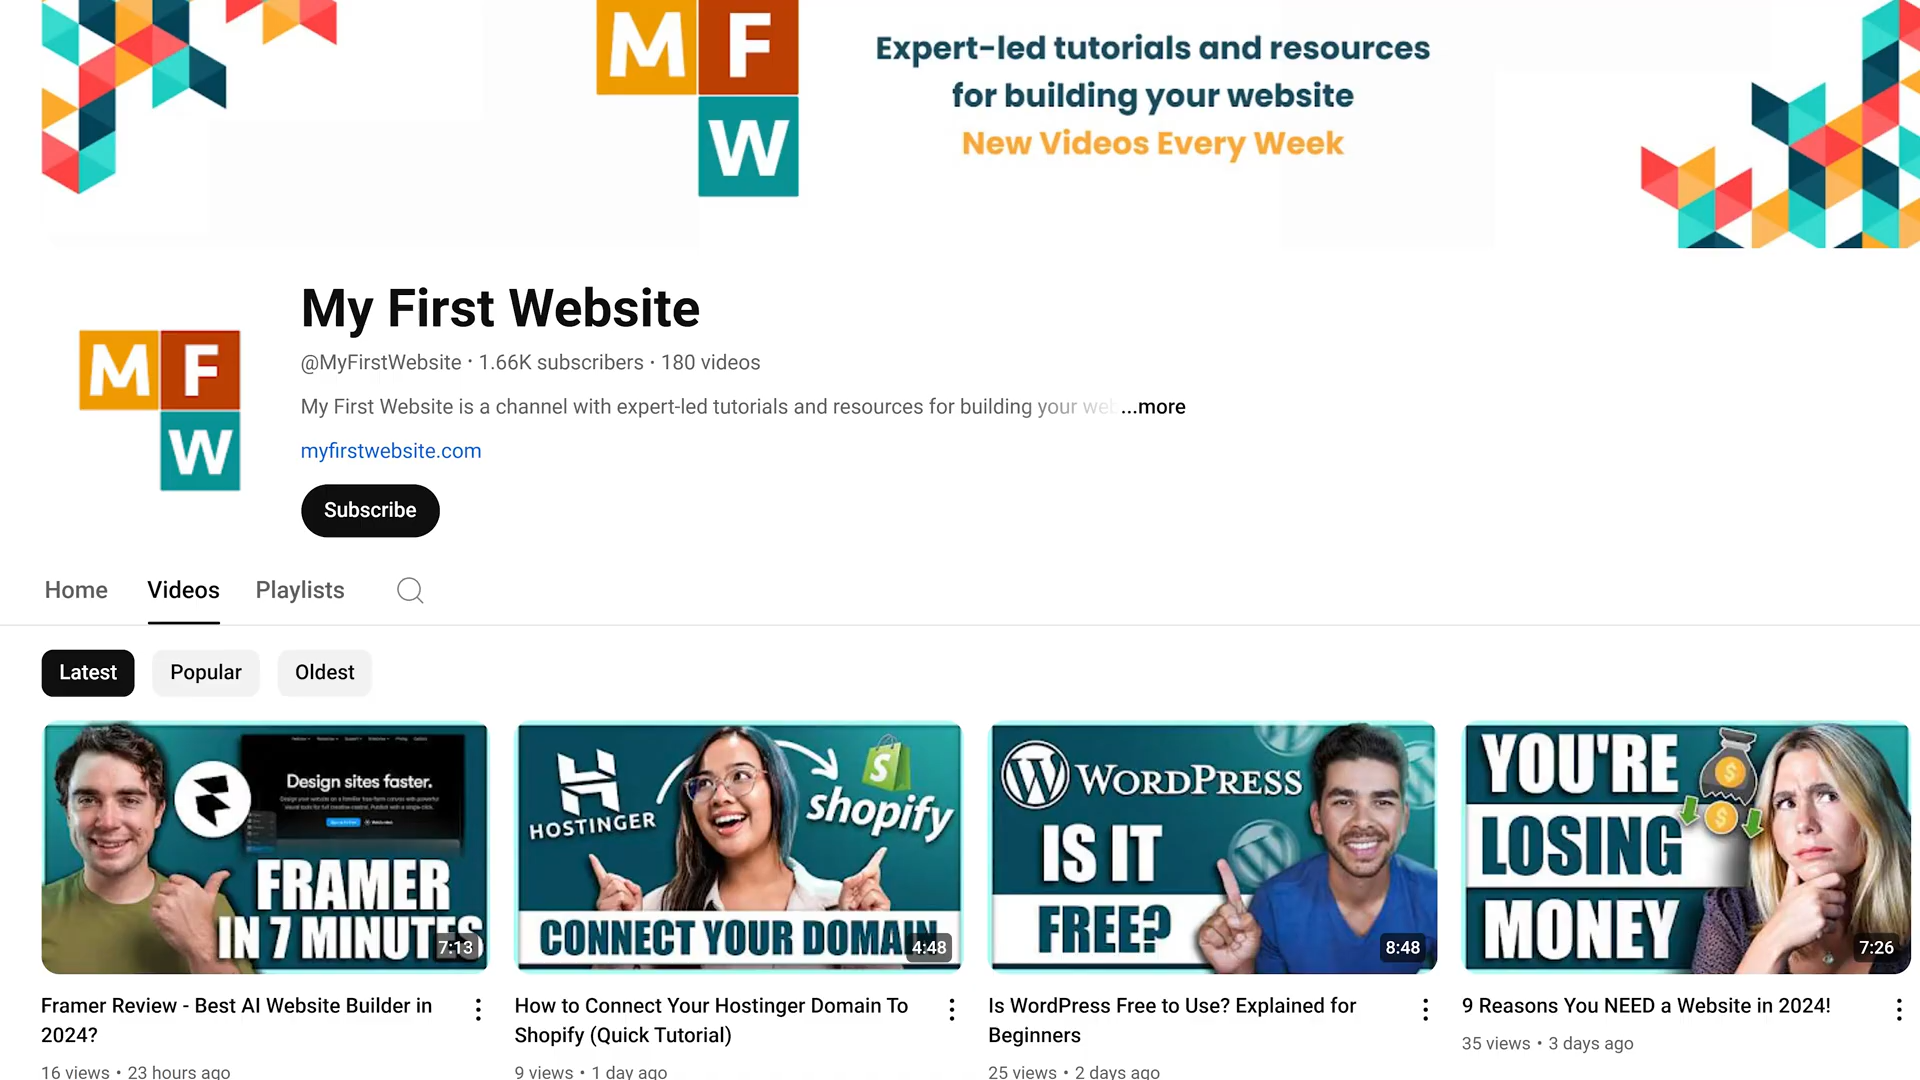 M F
W
Expert-led tutorials and resources
for building your website
New Videos Every Week
M F
W
My First Website
@MyFirstWebsite · 1.66K subscribers · 180 videos
My First Website is a channel with expert-led tutorials and resources for building your web ...more
myfirstwebsite.com
Subscribe
Home Videos Playlists
Latest Popular Oldest
Design sites faster.
FRAMER
IN 7 MINUTES
7:13
HOSTINGER
shopify
CONNECT YOUR DOMAIN
4:48
WORDPRESS
IS IT
FREE?
8:48
YOU'RE
LOSING
MONEY
7:26
Framer Review - Best AI Website Builder in
2024?
16 views • 23 hours ago
How to Connect Your Hostinger Domain To
Shopify (Quick Tutorial)
9 views • 1 day ago
Is WordPress Free to Use? Explained for
Beginners
25 views • 2 days ago
9 Reasons You NEED a Website in 2024!
35 views • 3 days ago